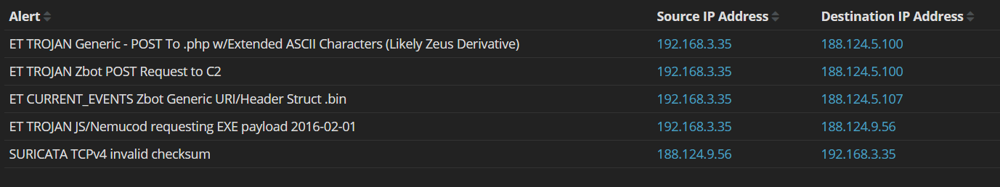 Alert Source IP Address Destination IP Address
ET TROJAN Generic - POST To .php w/Extended ASCII Characters (Likely Zeus Derivative) 192.168.3.35 188.124.5.100
ET TROJAN Zbot POST Request to C2 192.168.3.35 188.124.5.100
ET CURRENT_EVENTS Zbot Generic URI/Header Struct .bin 192.168.3.35 188.124.5.107
ET TROJAN JS/Nemucod requesting EXE payload 2016-02-01 192.168.3.35 188.124.9.56
SURICATA TCPv4 invalid checksum 188.124.9.56 192.168.3.35